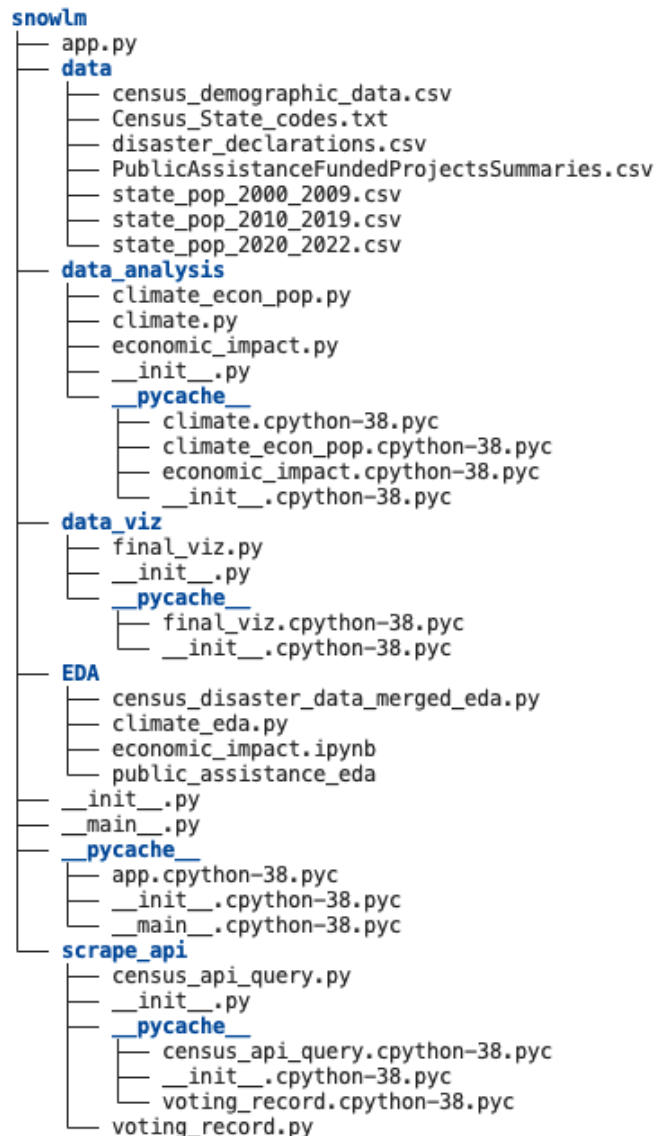 snowlm
app.py
data
census_demographic_data.csv
Census_State_codes.txt
disaster_declarations.csv
PublicAssistanceFundedProjectsSummaries.csv
state_pop_2000_2009.csv
state_pop_2010_2019.csv
state_pop_2020_2022.csv
data_analysis
climate_econ_pop.py
climate.py
economic_impact.py
__init__.py
__pycache__
climate.cpython-38.pyc
climate_econ_pop.cpython-38.pyc
economic_impact.cpython-38.pyc
__init__.cpython-38.pyc
data_viz
final_viz.py
__init__.py
__pycache__
final_viz.cpython-38.pyc
__init__.cpython-38.pyc
EDA
census_disaster_data_merged_eda.py
climate_eda.py
economic_impact.ipynb
public_assistance_eda
__init__.py
__main__.py
__pycache__
app.cpython-38.pyc
__init__.cpython-38.pyc
__main__.cpython-38.pyc
scrape_api
census_api_query.py
__init__.py
__pycache__
census_api_query.cpython-38.pyc
__init__.cpython-38.pyc
voting_record.cpython-38.pyc
voting_record.py